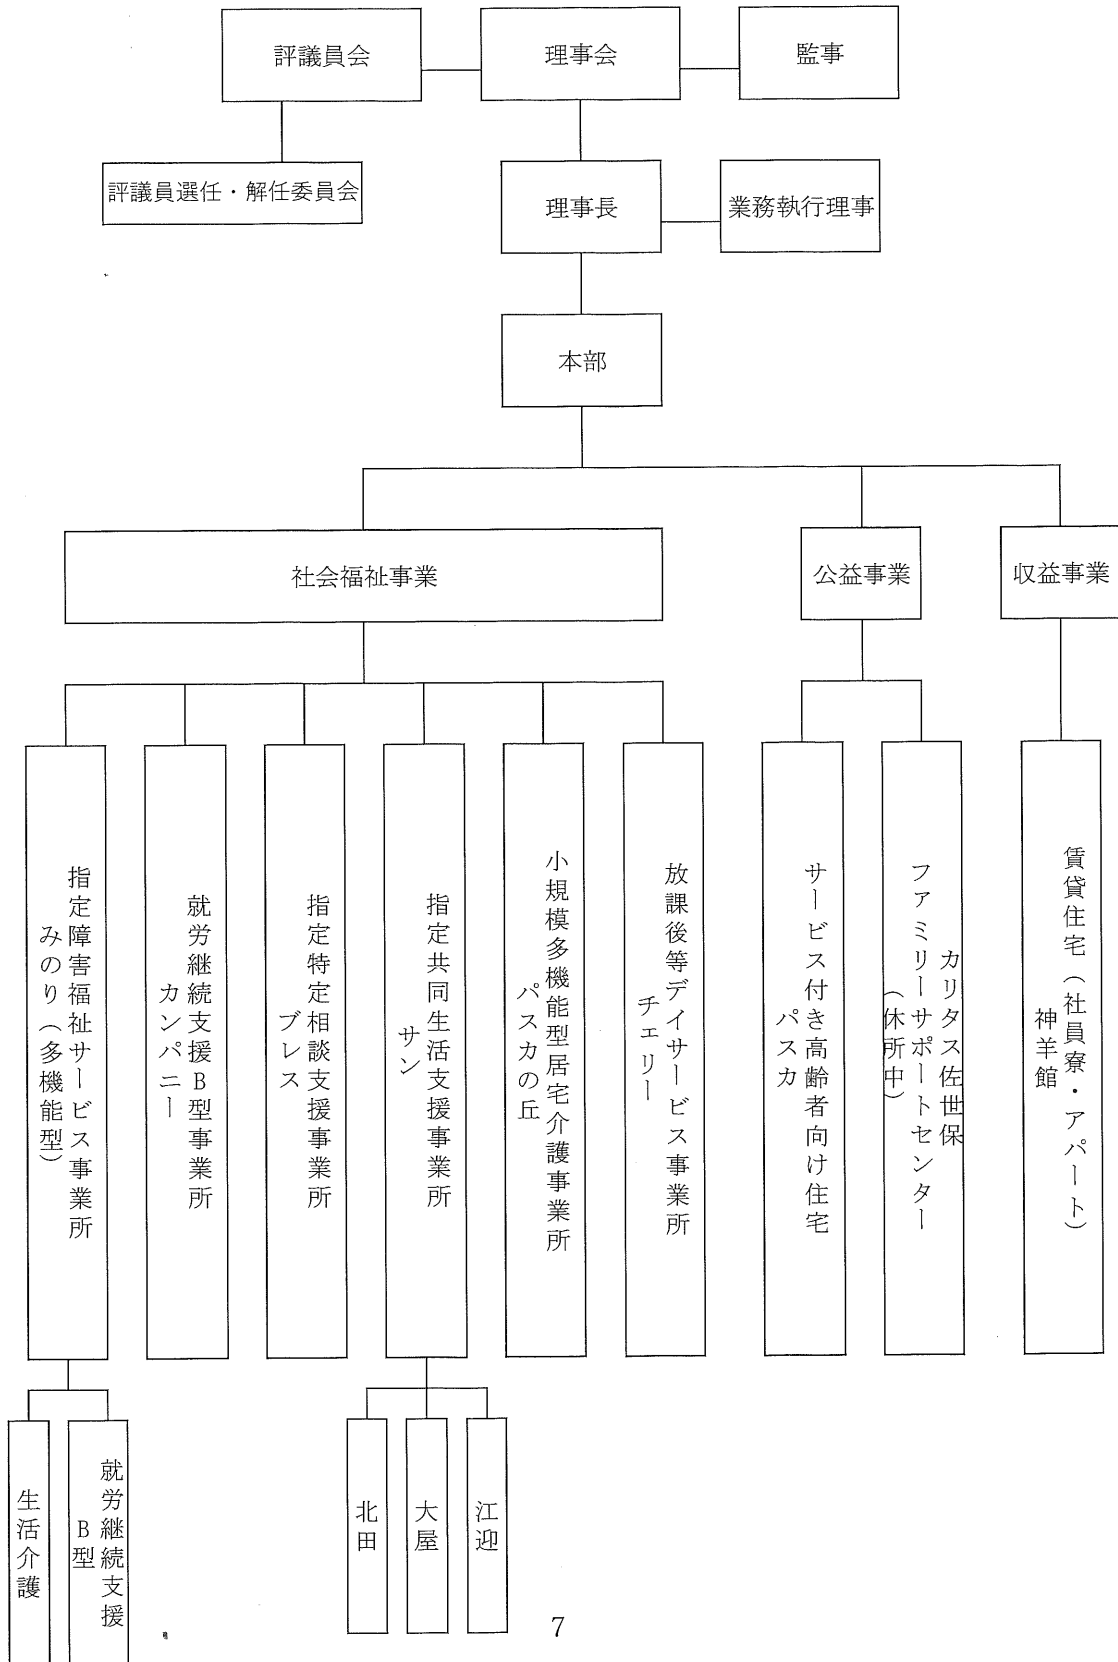 評議員会
理事会
監事
評議員選任・解任委員会
理事長
業務執行理事
本部
社会福祉事業
公益事業
収益事業
指定障害福祉サービス事業所
みのり（多機能型）
就労継続支援B型事業所
カンパニー
指定特定相談支援事業所
ブレス
指定共同生活支援事業所
サン
小規模多機能型居宅介護事業所
パスカの丘
放課後等デイサービス事業所
チェリー
サービス付き高齢者向け住宅
パスカ
カリタス佐世保
ファミリーサポートセンター
（休所中）
賃貸住宅（社員寮・アパート）
神羊館
生活介護
就労継続支援
B型
北田
大屋
江迎
7